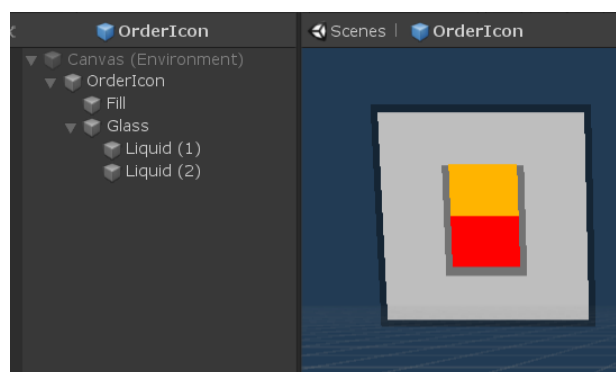 OrderIcon
Canvas (Environment)
OrderIcon
Fill
Glass
Liquid (1)
Liquid (2)
Scenes | OrderIcon